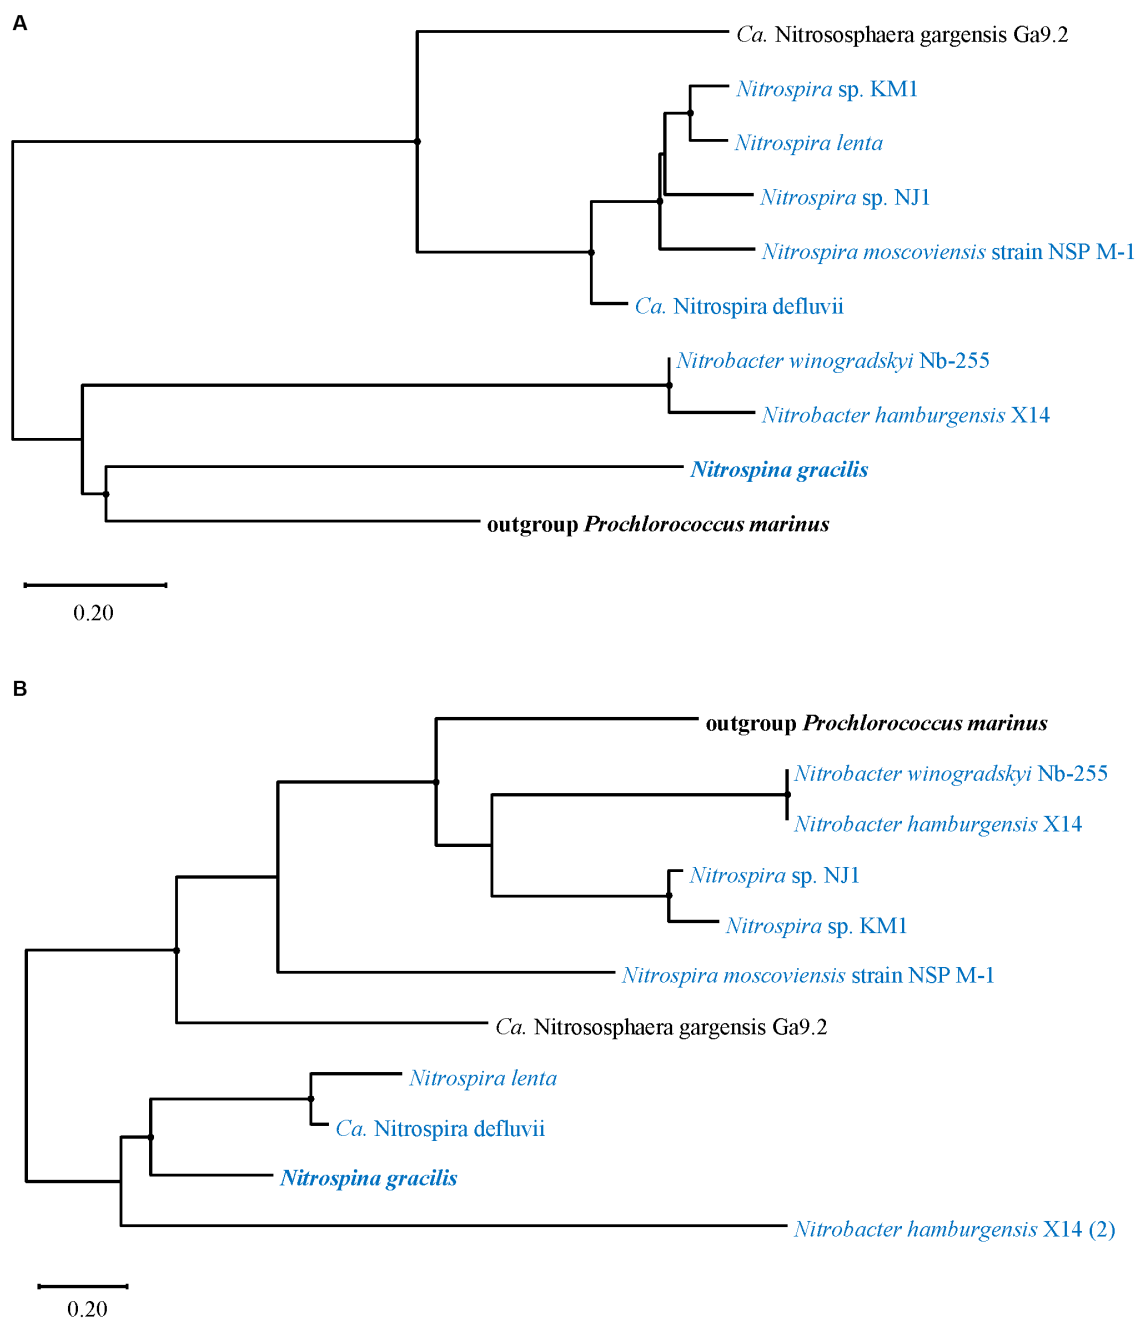 A
Ca. Nitrososphaera gargensis Ga9.2
Nitrospira sp. KM1
Nitrospira lenta
Nitrospira sp. NJ1
Nitrospira moscoviensis strain NSP M-1
Ca. Nitrospira defluvii
Nitrobacter winogradskyi Nb-255
Nitrobacter hamburgensis X14
Nitrospina gracilis
outgroup Prochlorococcus marinus
0.20
B
outgroup Prochlorococcus marinus
Nitrobacter winogradskyi Nb-255
Nitrobacter hamburgensis X14
Nitrospira sp. NJ1
Nitrospira sp. KM1
Nitrospira moscoviensis strain NSP M-1
Ca. Nitrososphaera gargensis Ga9.2
Nitrospira lenta
Ca. Nitrospira defluvii
Nitrospina gracilis
Nitrobacter hamburgensis X14 (2)
0.20